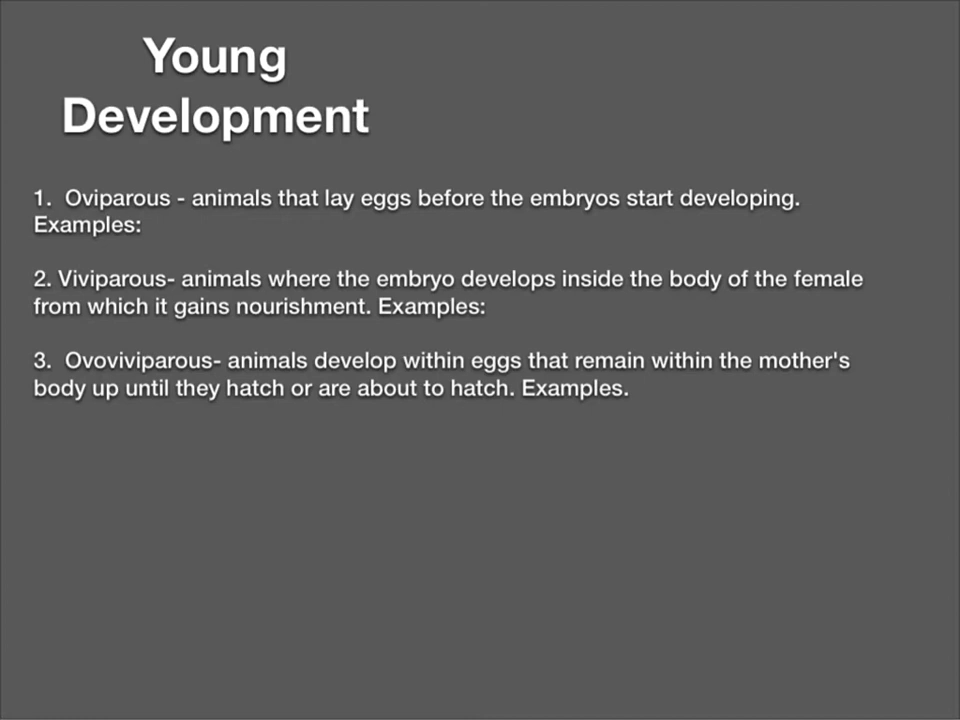 Young
Development
1.  Oviparous - animals that lay eggs before the embryos start developing.
Examples:
2. Viviparous- animals where the embryo develops inside the body of the female
from which it gains nourishment. Examples:
3.  Ovoviviparous- animals develop within eggs that remain within the mother's
body up until they hatch or are about to hatch. Examples.